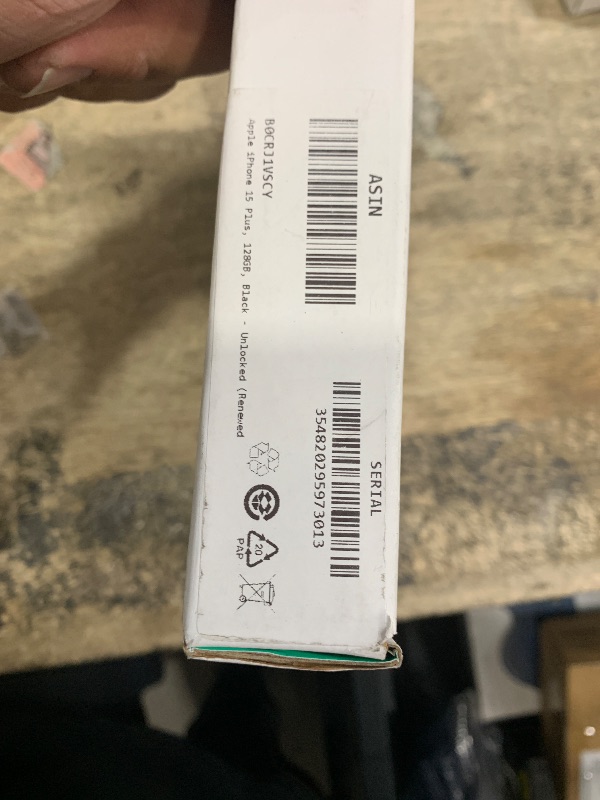 ASIN
B0CRJ1VSCY
Apple iPhone 15 Plus, 128GB, Black - Unlocked (Renewed
SERIAL
354820295973013
20
PAP